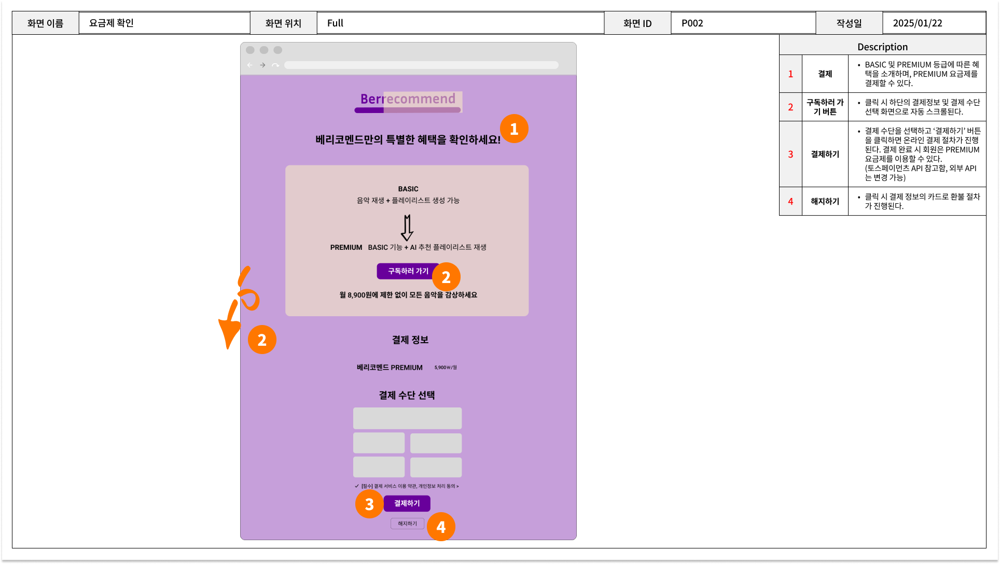 화면 이름 요금제 확인 화면 위치 Full 화면 ID P002 작성일 2025/01/22
Berrecommend
1
베리코멘드만의 특별한 혜택을 확인하세요!
BASIC
음악 재생 + 플레이리스트 생성 가능
PREMIUM BASIC 기능 + AI 추천 플레이리스트 재생
구독하러 가기
2
월 8,900원에 제한 없이 모든 음악을 감상하세요
2
결제 정보
베리코멘드 PREMIUM 5,900₩/월
결제 수단 선택
✓ [필수] 결제 서비스 이용 약관, 개인정보 처리 동의 >
3
결제하기
해지하기
4
Description
1
결제
• BASIC 및 PREMIUM 등급에 따른 혜
택을 소개하며, PREMIUM 요금제를
결제할 수 있다.
2
구독하러 가
기 버튼
• 클릭 시 하단의 결제정보 및 결제 수단
선택 화면으로 자동 스크롤된다.
3
결제하기
• 결제 수단을 선택하고 ‘결제하기’ 버튼
을 클릭하면 온라인 결제 절차가 진행
된다. 결제 완료 시 회원은 PREMIUM
요금제를 이용할 수 있다.
(토스페이먼츠 API 참고함, 외부 API
는 변경 가능)
4
해지하기
• 클릭 시 결제 정보의 카드로 환불 절차
가 진행된다.